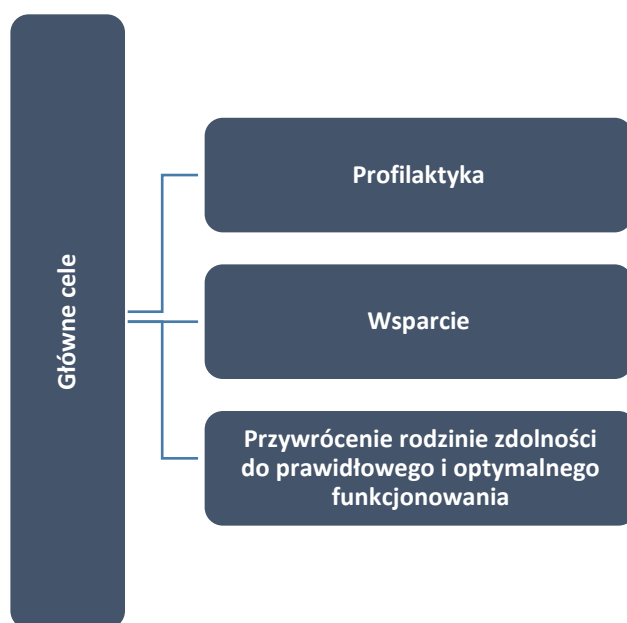 Główne cele
Profilaktyka
Wsparcie
Przywrócenie rodzinie zdolności
do prawidłowego i optymalnego
funkcjonowania